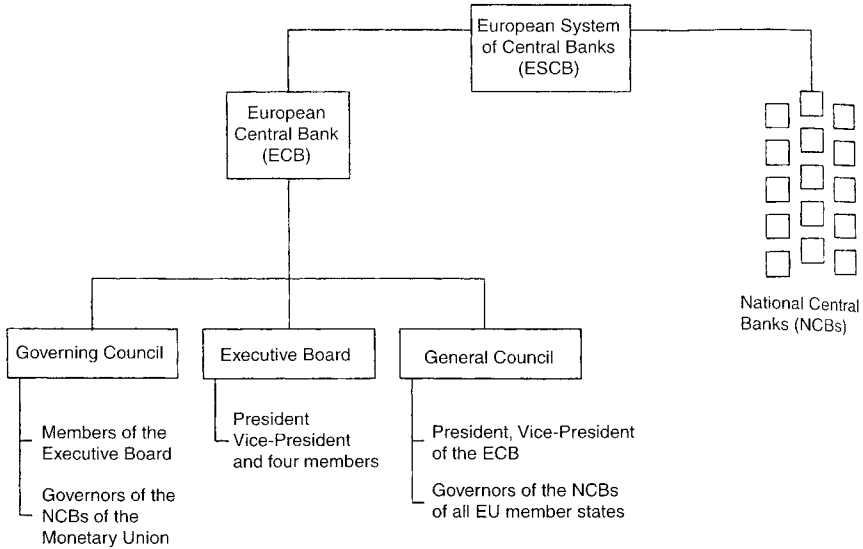 European System
of Central Banks
(ESCB)
European
Central Bank
(ECB)
National Central
Banks (NCBs)
Governing Council
Executive Board
General Council
Members of the
Executive Board
Governors of the
NCBs of the
Monetary Union
President
Vice-President
and four members
President, Vice-President
of the ECB
Governors of the NCBs
of all EU member states